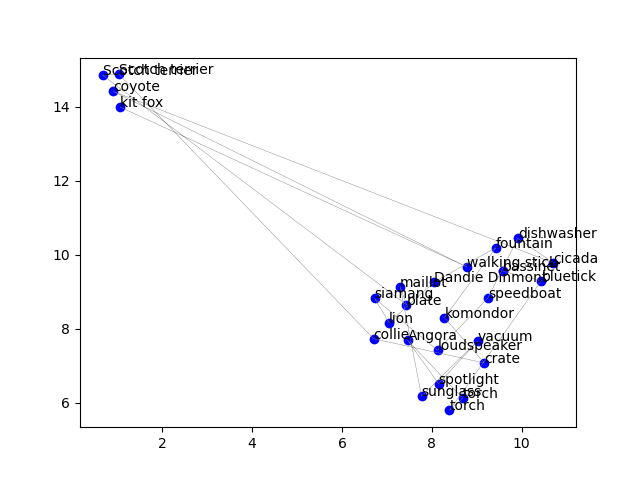 Scotch terrier
Scotch terrier
coyote
kit fox
dishwasher
fountain
walking stick
cicada
bassinet
bluetick
Dandie Dinmont
maillot
siamang
plate
speedboat
komondor
lion
collie
Angora
vacuum
loudspeaker
crate
spotlight
sunglass
torch
torch
14
12
10
8
6
2
4
6
8
10